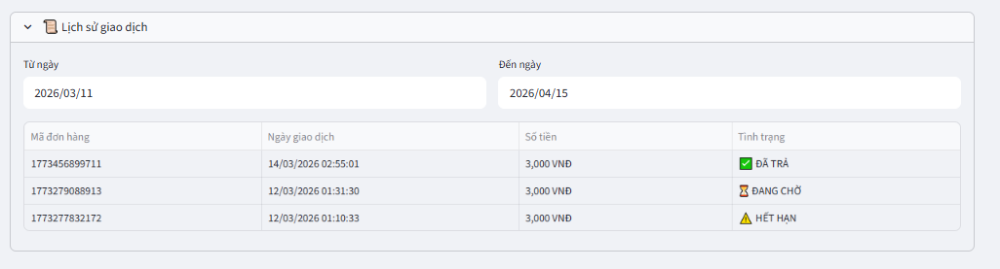 Lịch sử giao dịch
Từ ngày Đến ngày
2026/03/11 2026/04/15
Mã đơn hàng Ngày giao dịch Số tiền Tình trạng
1773456899711 14/03/2026 02:55:01 3,000 VNĐ ✅ ĐÃ TRẢ
1773279088913 12/03/2026 01:31:30 3,000 VNĐ ⏳ ĐANG CHỜ
1773277832172 12/03/2026 01:10:33 3,000 VNĐ ⚠️ HẾT HẠN